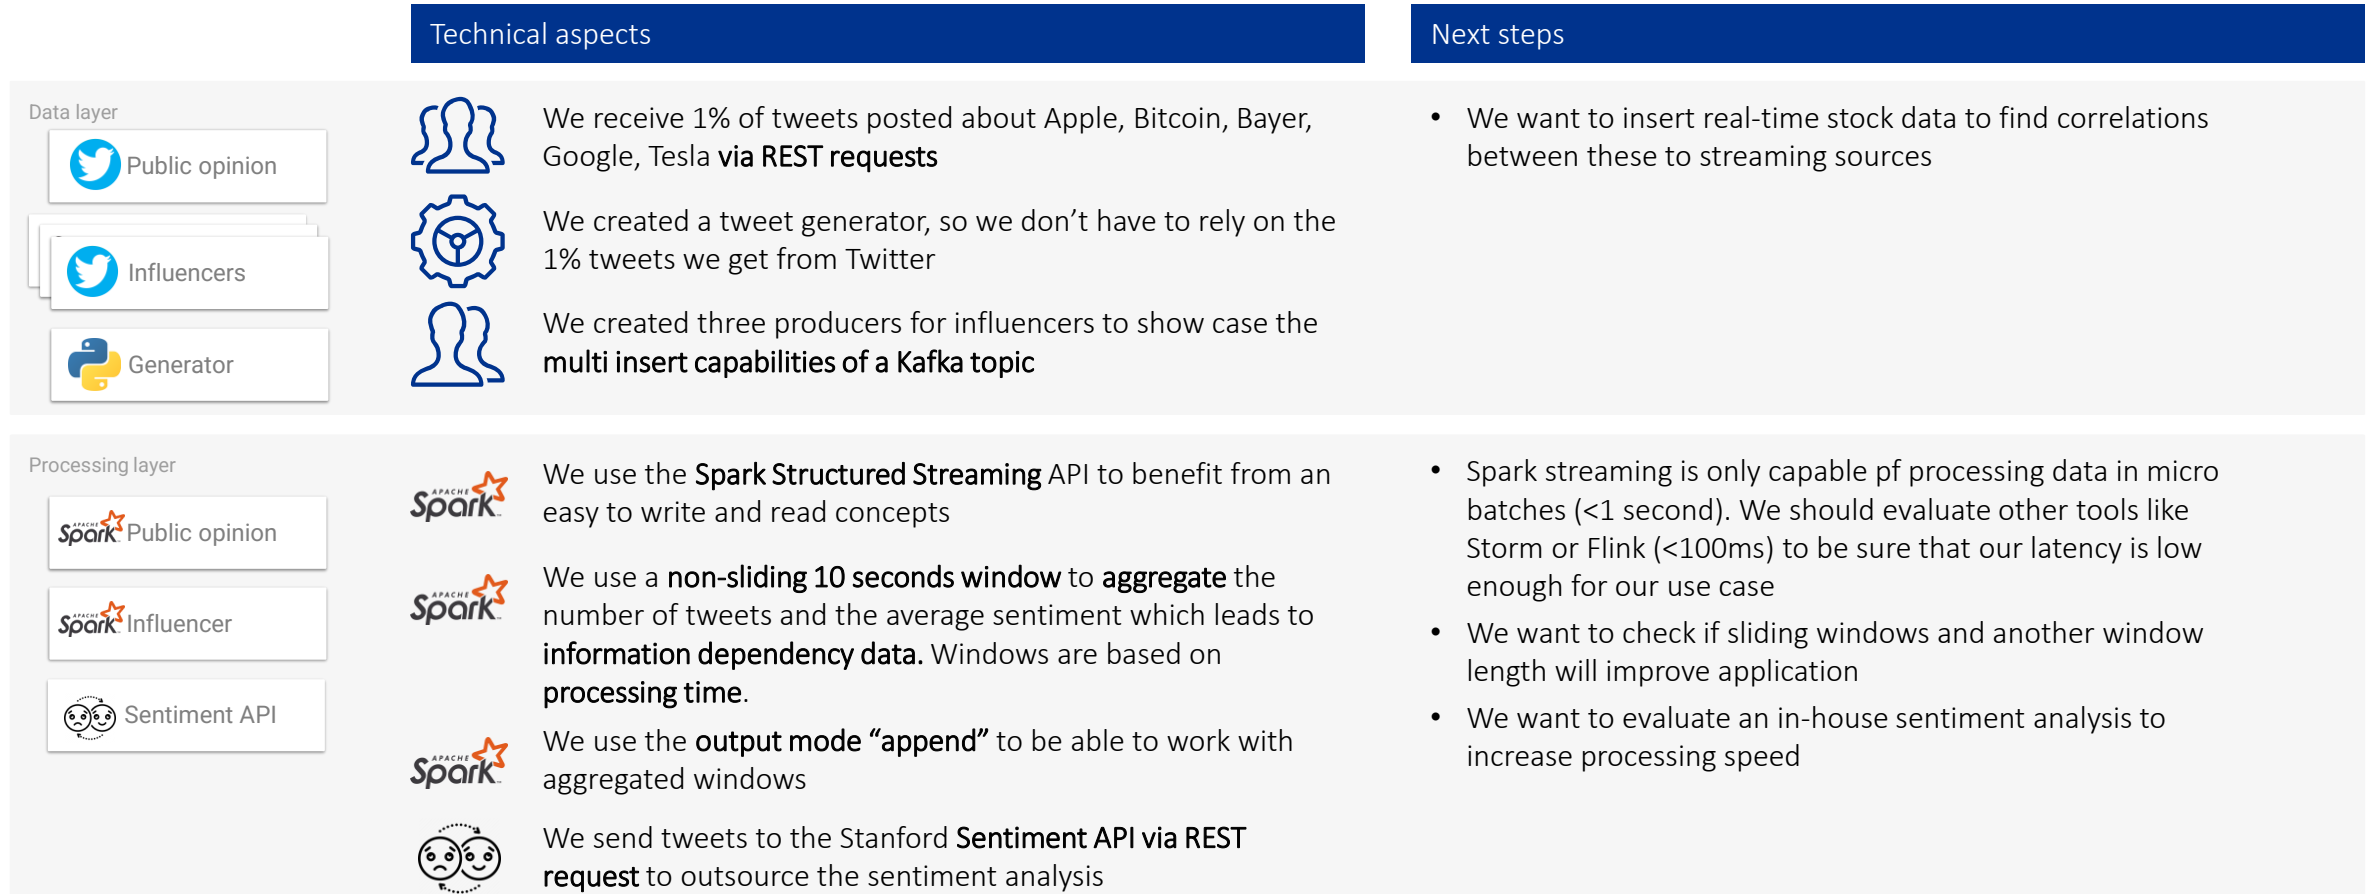 Technical aspects
Next steps
Data layer
Public opinion
Influencers
Generator
We receive 1% of tweets posted about Apple, Bitcoin, Bayer,
Google, Tesla via REST requests
We created a tweet generator, so we don’t have to rely on the
1% tweets we get from Twitter
We created three producers for influencers to show case the
multi insert capabilities of a Kafka topic
• We want to insert real-time stock data to find correlations
between these to streaming sources
Processing layer
APACHE Spark Public opinion
APACHE Spark Influencer
Sentiment API
APACHE
Spark
We use the Spark Structured Streaming API to benefit from an
easy to write and read concepts
APACHE
Spark
We use a non-sliding 10 seconds window to aggregate the
number of tweets and the average sentiment which leads to
information dependency data. Windows are based on
processing time.
APACHE
Spark
We use the output mode “append” to be able to work with
aggregated windows
We send tweets to the Stanford Sentiment API via REST
request to outsource the sentiment analysis
• Spark streaming is only capable pf processing data in micro
batches (<1 second). We should evaluate other tools like
Storm or Flink (<100ms) to be sure that our latency is low
enough for our use case
• We want to check if sliding windows and another window
length will improve application
• We want to evaluate an in-house sentiment analysis to
increase processing speed